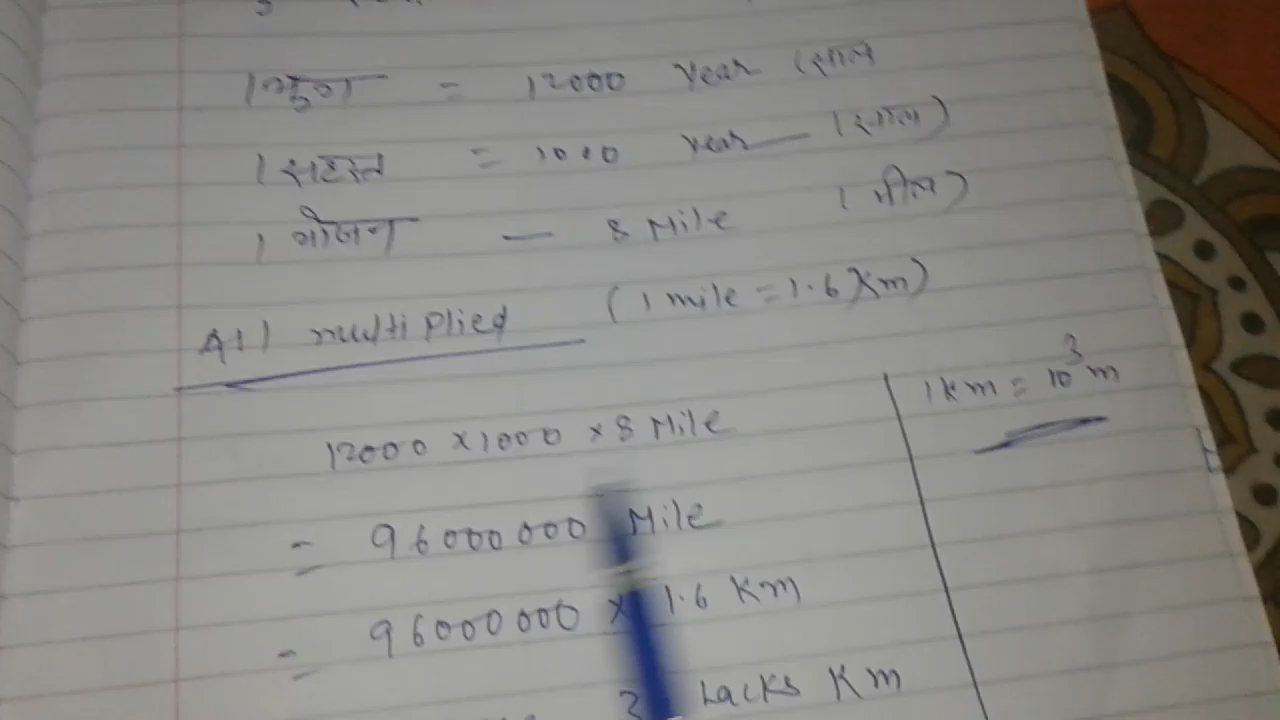 1 युग = 12000 Year (साल
1 सहस्त्र = 1000 year (साल)
1 योजन — 8 Mile (मील)
All multiplied (1 mile = 1.6 Km)
1 km = 10³ m
12000 x 1000 x 8 Mile
= 96000000 Mile
= 96000000 x 1.6 Km
Lacks Km